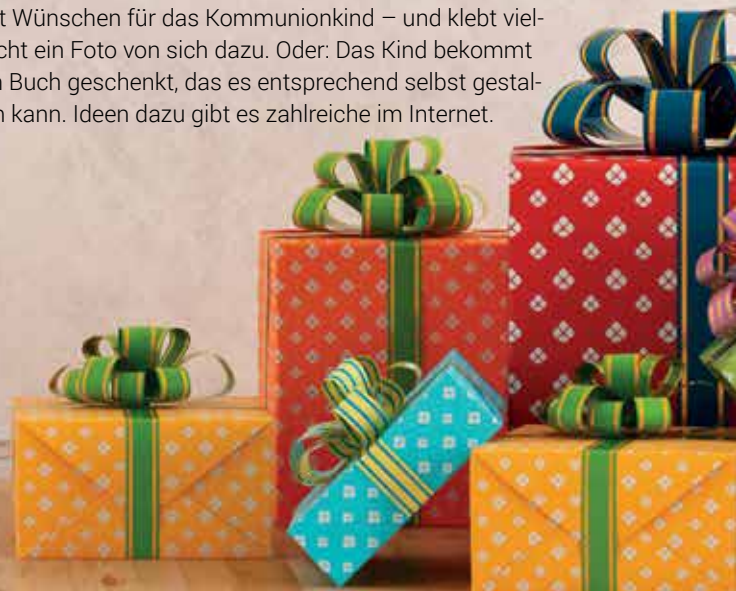 t Wünschen für das Kommunionkind – und klebt viel-
cht ein Foto von sich dazu. Oder: Das Kind bekommt
Buch geschenkt, das es entsprechend selbst gestal-
n kann. Ideen dazu gibt es zahlreiche im Internet.